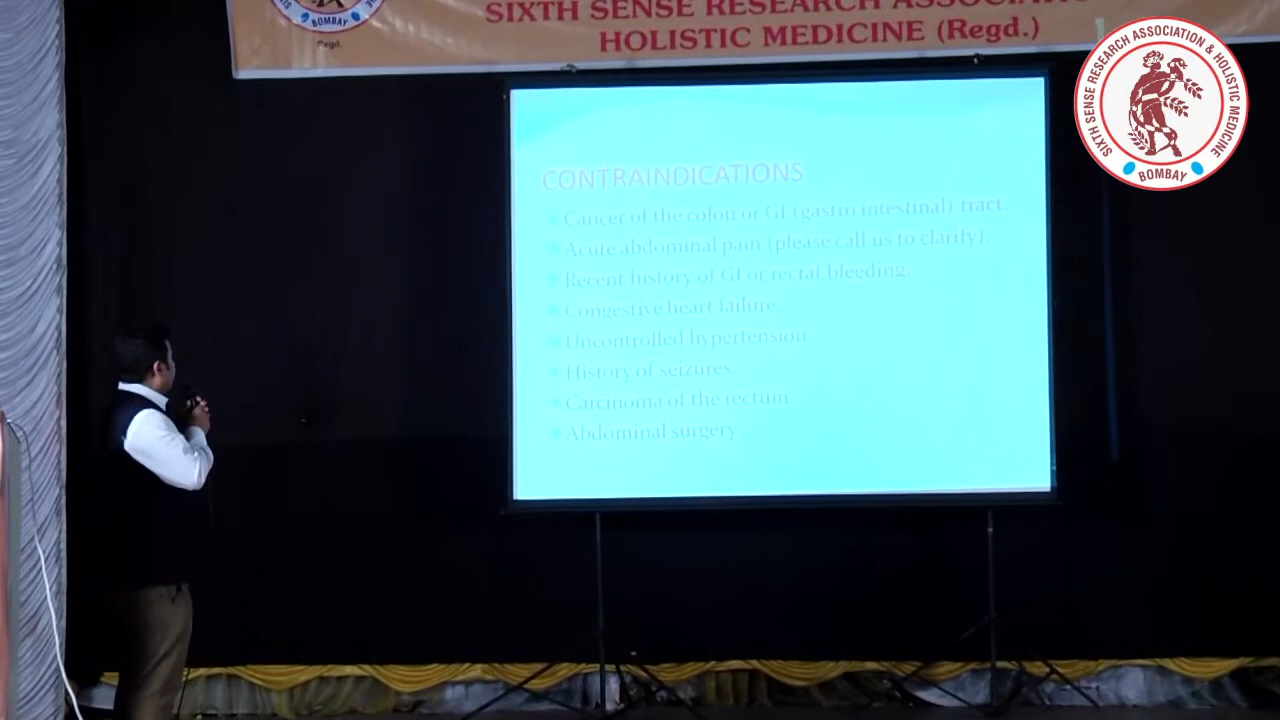 SIXTH SENSE RESEARCH
HOLISTIC MEDICINE (Regd.)
BOMBAY
Regd.
SIXTH SENSE RESEARCH ASSOCIATION & HOLISTIC MEDICINE
BOMBAY
CONTRAINDICATIONS
Cancer of the colon or GI (gastro intestinal) tract.
Acute abdominal pain (please call us to clarify).
Recent history of GI or rectal bleeding.
Congestive heart failure.
Uncontrolled hypertension.
History of seizures.
Carcinoma of the rectum.
Abdominal surgery